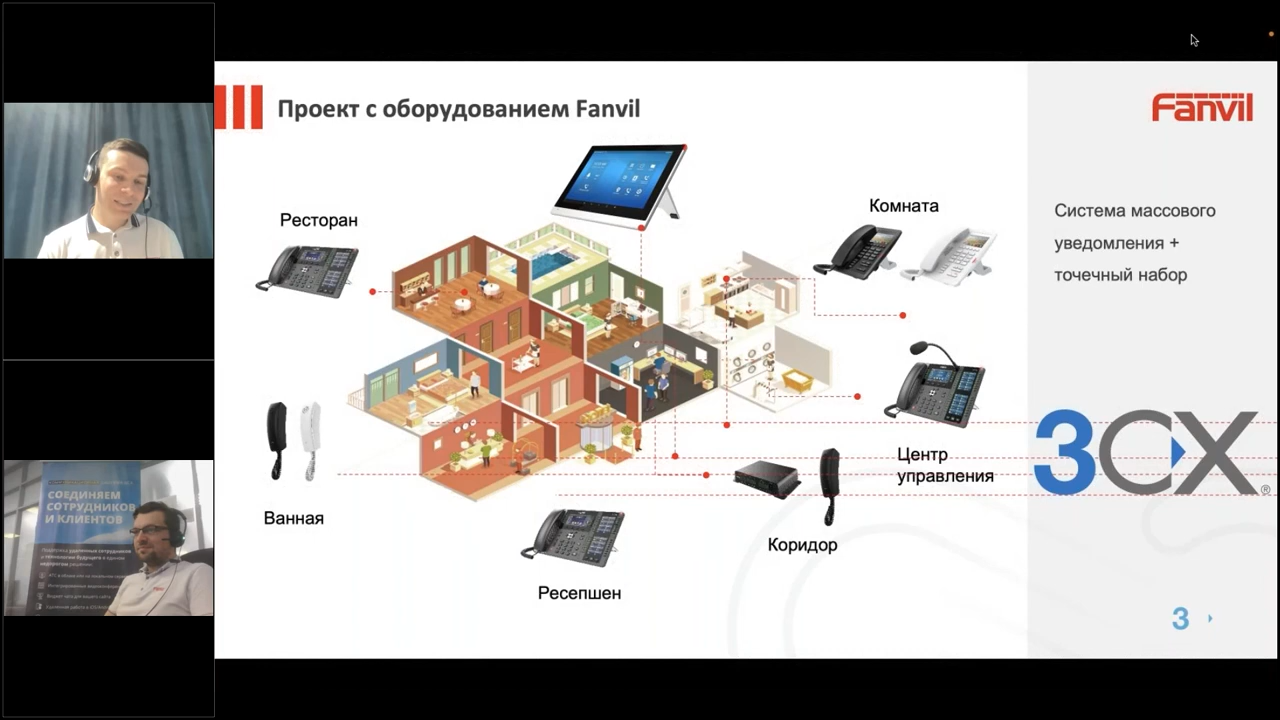 Проект с оборудованием Fanvil
Fanvil
Ресторан
Комната
Система массового
уведомления +
точечный набор
3CX®
Центр
управления
Ванная
Коридор
Ресепшен
3
СОЕДИНЯЕМ
СОТРУДНИКОВ
И КЛИЕНТОВ